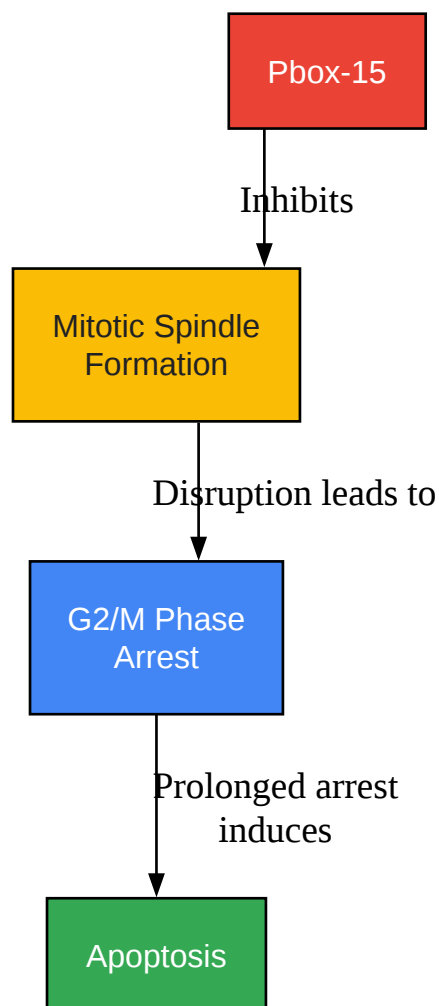 Pbox-15
Inhibits
Mitotic Spindle
Formation
Disruption leads to
G2/M Phase
Arrest
Prolonged arrest
induces
Apoptosis